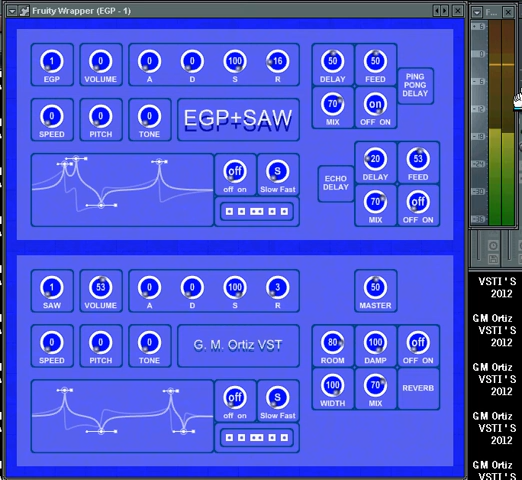 Fruity Wrapper (EGP - 1)
F...
1 0 0 0 100 16 50 50
EGP VOLUME A D S R DELAY FEED
PING PONG DELAY
70 on
MIX OFF ON
0 0 0
SPEED PITCH TONE
EGP+SAW
off S
off on Slow Fast
ECHO DELAY
20 53
DELAY FEED
70 off
MIX OFF ON
1 53 0 0 100 3 50
SAW VOLUME A D S R MASTER
0 0 0
SPEED PITCH TONE
G. M. Ortiz VST
80 100 off
ROOM DAMP OFF ON
100 70
WIDTH MIX REVERB
off S
off on Slow Fast
VSTI ' S
2012
GM Ortiz
VSTI ' S
2012
GM Ortiz
VSTI ' S
2012
GM Ortiz
VSTI ' S
2012
GM Ortiz